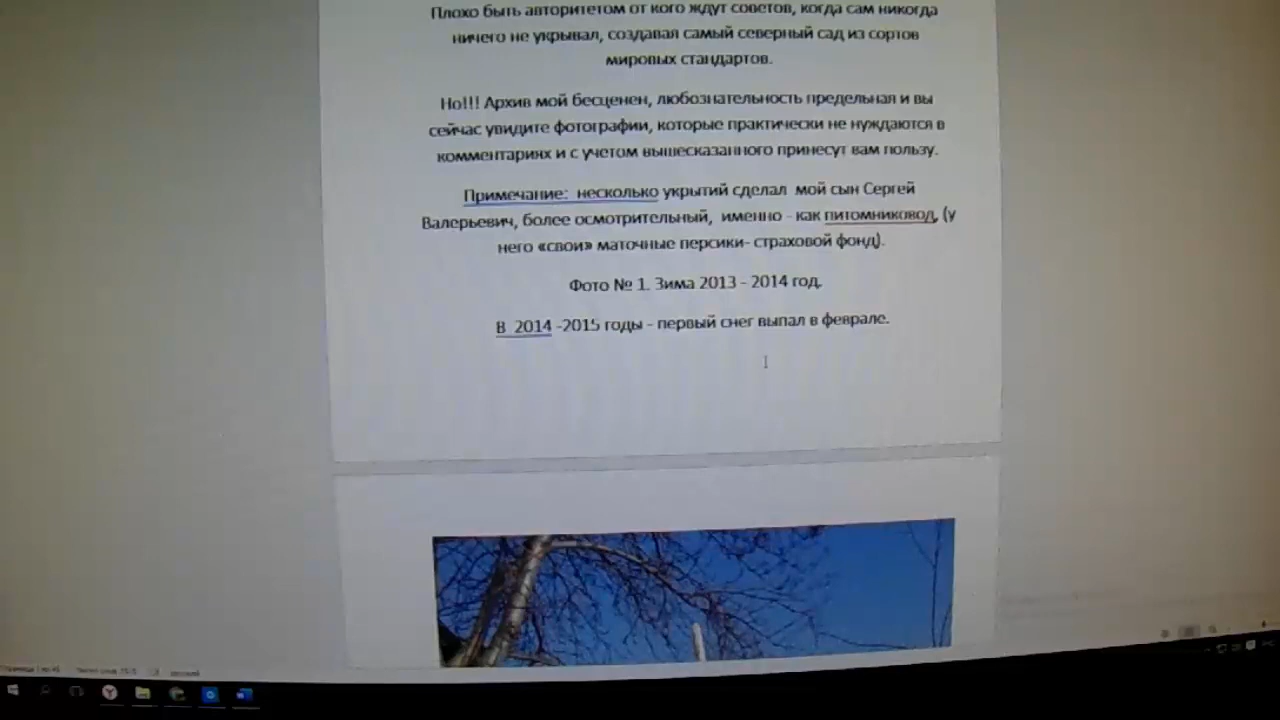 Плохо быть авторитетом от кого ждут советов, когда сам никогда
ничего не укрывал, создавая самый северный сад из сортов
мировых стандартов.
Но!!! Архив мой бесценен, любознательность предельная и вы
сейчас увидите фотографии, которые практически не нуждаются в
комментариях и с учетом вышесказанного принесут вам пользу.
Примечание: несколько укрытий сделал мой сын Сергей
Валерьевич, более осмотрительный, именно - как питомниковод, (у
него «свои» маточные персики- страховой фонд).
Фото № 1. Зима 2013 - 2014 год.
В 2014 -2015 годы - первый снег выпал в феврале.